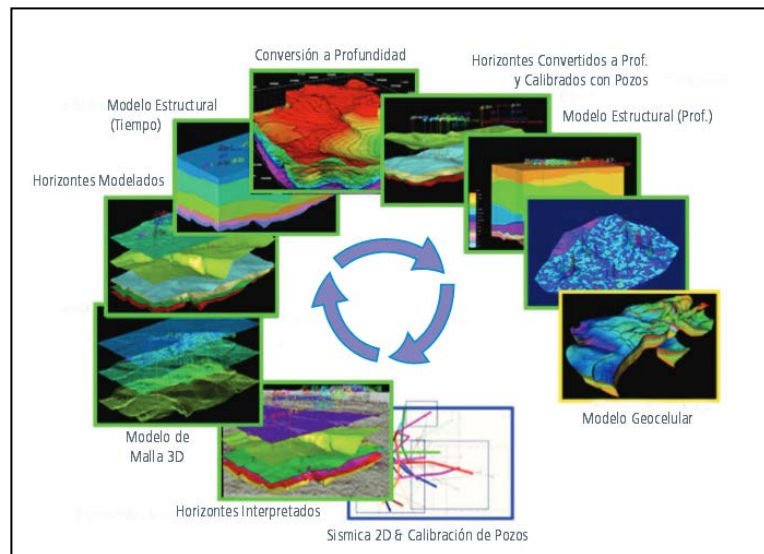 Conversión a Profundidad
Horizontes Convertidos a Prof.
y Calibrados con Pozos
Modelo Estructural
(Tiempo)
Modelo Estructural (Prof.)
Horizontes Modelados
Modelo Geocelular
Modelo de
Malla 3D
Horizontes Interpretados
Sismica 2D & Calibración de Pozos